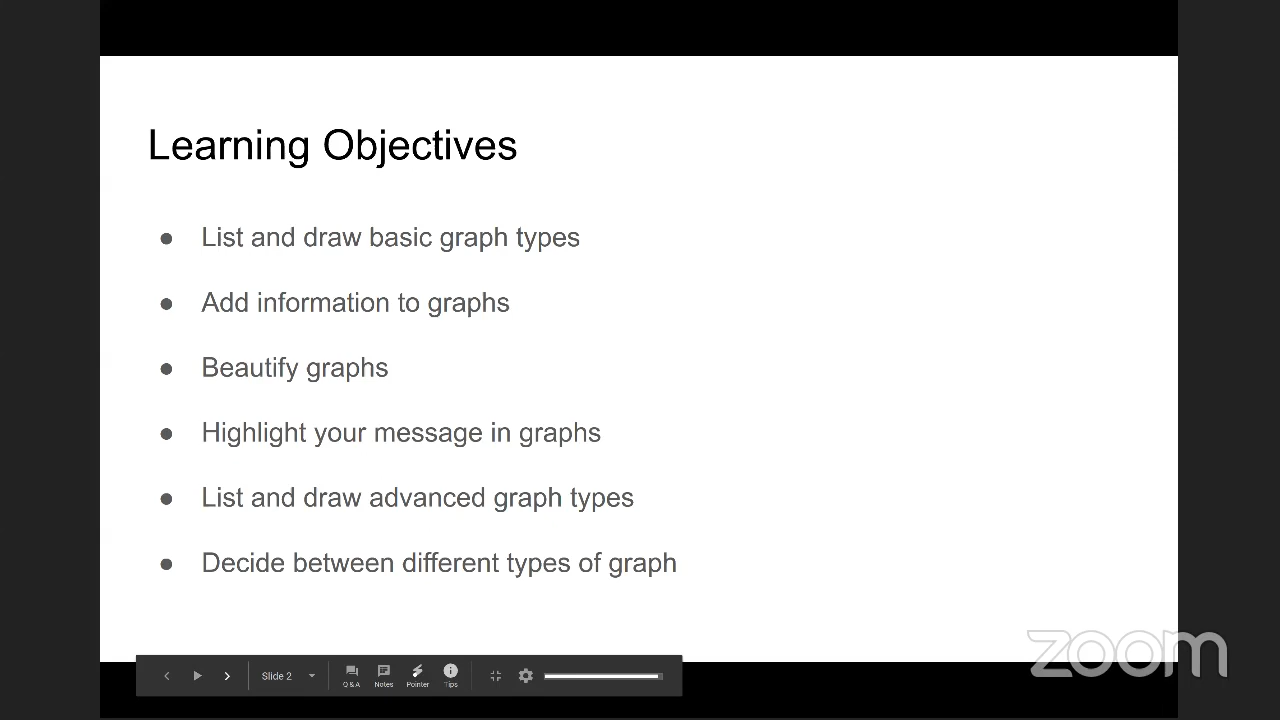 Learning Objectives
● List and draw basic graph types
● Add information to graphs
● Beautify graphs
● Highlight your message in graphs
● List and draw advanced graph types
● Decide between different types of graph
Slide 2
Q & A Notes Pointer Tips
zoom